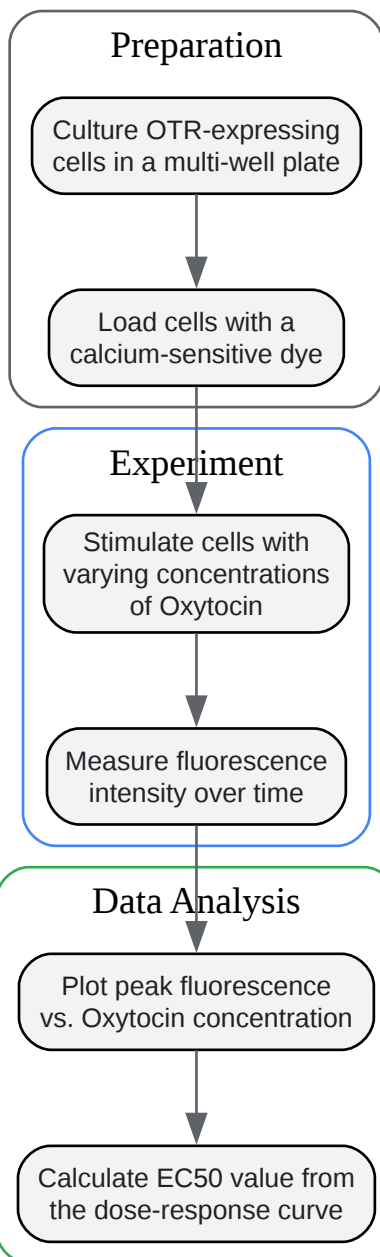 Preparation
Culture OTR-expressing
cells in a multi-well plate
Load cells with a
calcium-sensitive dye
Experiment
Stimulate cells with
varying concentrations
of Oxytocin
Measure fluorescence
intensity over time
Data Analysis
Plot peak fluorescence
vs. Oxytocin concentration
Calculate EC50 value from
the dose-response curve